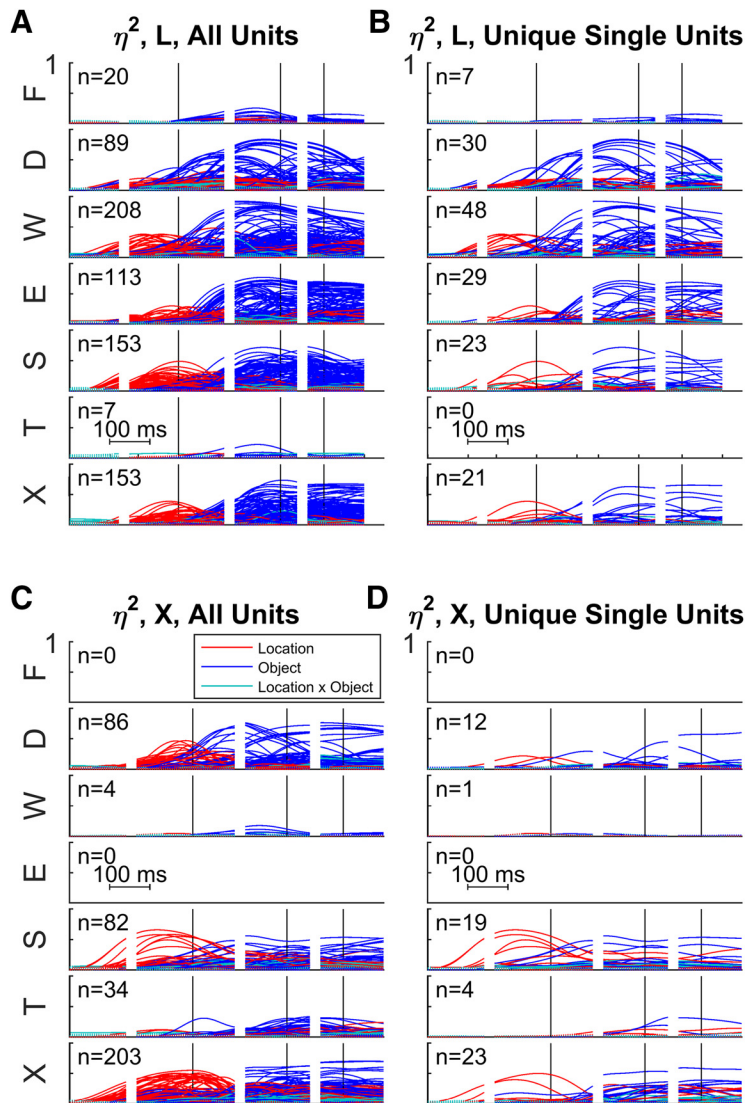 A
η², L, All Units
1
F
n=20
D
n=89
W
n=208
E
n=113
S
n=153
T
n=7
100 ms
X
n=153
B
η², L, Unique Single Units
1
n=7
n=30
n=48
n=29
n=23
n=0
100 ms
n=21
C
η², X, All Units
1
F
n=0
Location
Object
Location x Object
D
n=86
W
n=4
E
n=0
100 ms
S
n=82
T
n=34
X
n=203
D
η², X, Unique Single Units
1
n=0
n=12
n=1
n=0
100 ms
n=19
n=4
n=23